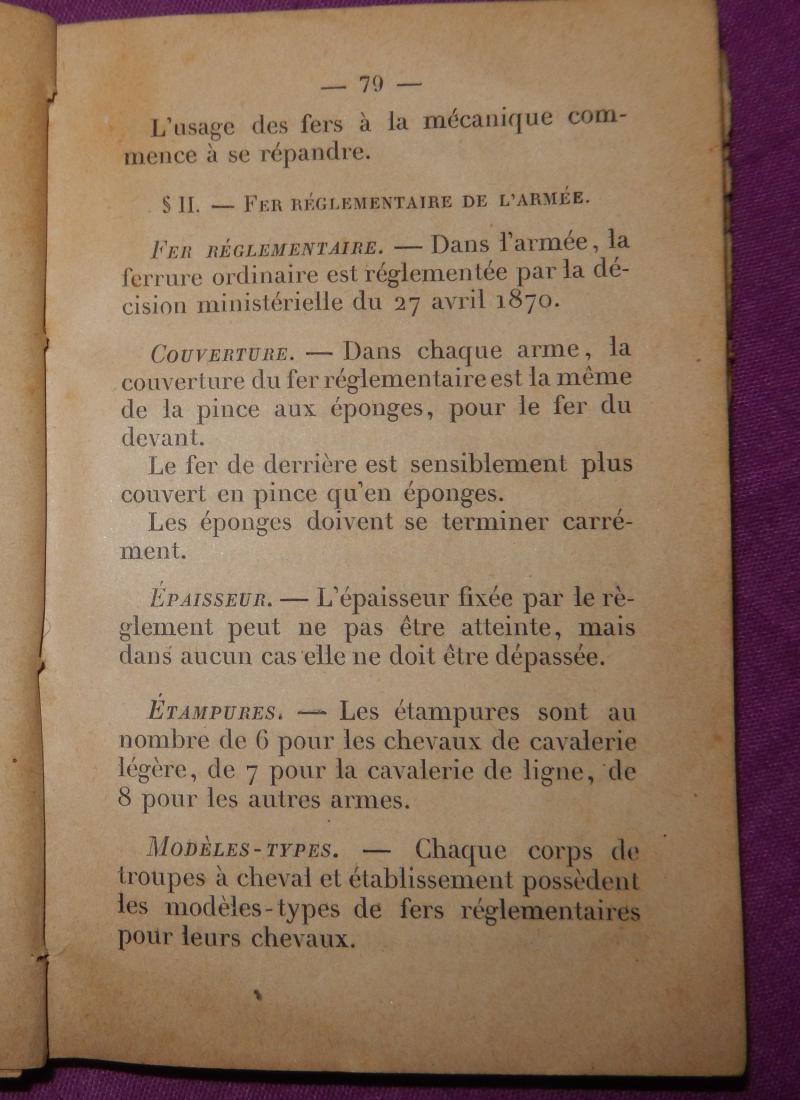 — 79 —
L'usage des fers à la mécanique com-
mence à se répandre.
§ II. — FER RÉGLEMENTAIRE DE L'ARMÉE.
FER RÉGLEMENTAIRE. — Dans l'armée, la
ferrure ordinaire est réglementée par la dé-
cision ministérielle du 27 avril 1870.
COUVERTURE. — Dans chaque arme, la
couverture du fer réglementaire est la même
de la pince aux éponges, pour le fer du
devant.
Le fer de derrière est sensiblement plus
couvert en pince qu'en éponges.
Les éponges doivent se terminer carré-
ment.
ÉPAISSEUR. — L'épaisseur fixée par le rè-
glement peut ne pas être atteinte, mais
dans aucun cas elle ne doit être dépassée.
ÉTAMPURES. — Les étampures sont au
nombre de 6 pour les chevaux de cavalerie
légère, de 7 pour la cavalerie de ligne, de
8 pour les autres armes.
MODÈLES-TYPES. — Chaque corps de
troupes à cheval et établissement possèdent
les modèles-types de fers réglementaires
pour leurs chevaux.